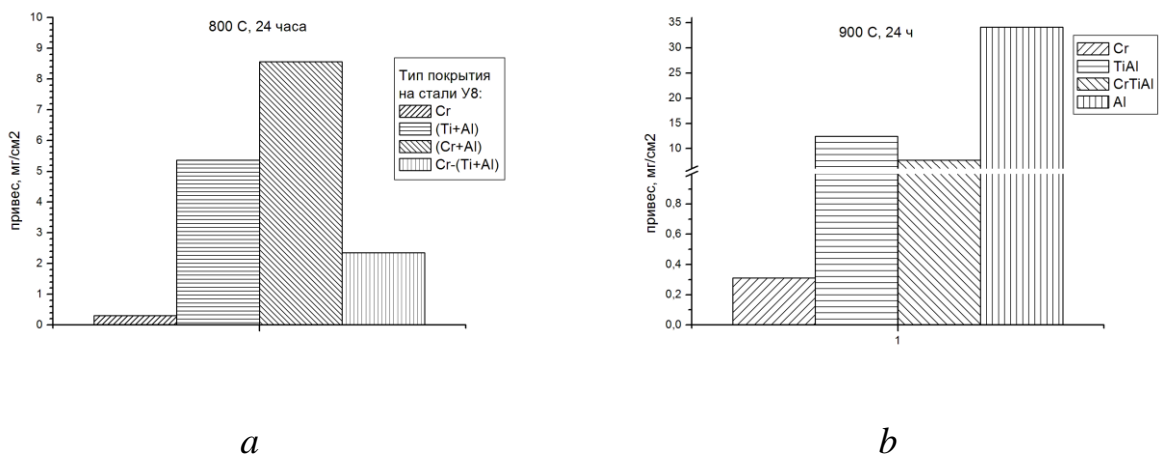 800 С, 24 часа
10
9
8
7
6
5
4
3
2
1
0
привес, мг/см2
Тип покрытия
на стали У8:
Cr
(Ti+Al)
(Cr+Al)
Cr-(Ti+Al)
a
900 С, 24 ч
35
30
25
20
15
10
0,8
0,6
0,4
0,2
0,0
привес, мг/см2
1
Cr
TiAl
CrTiAl
Al
b